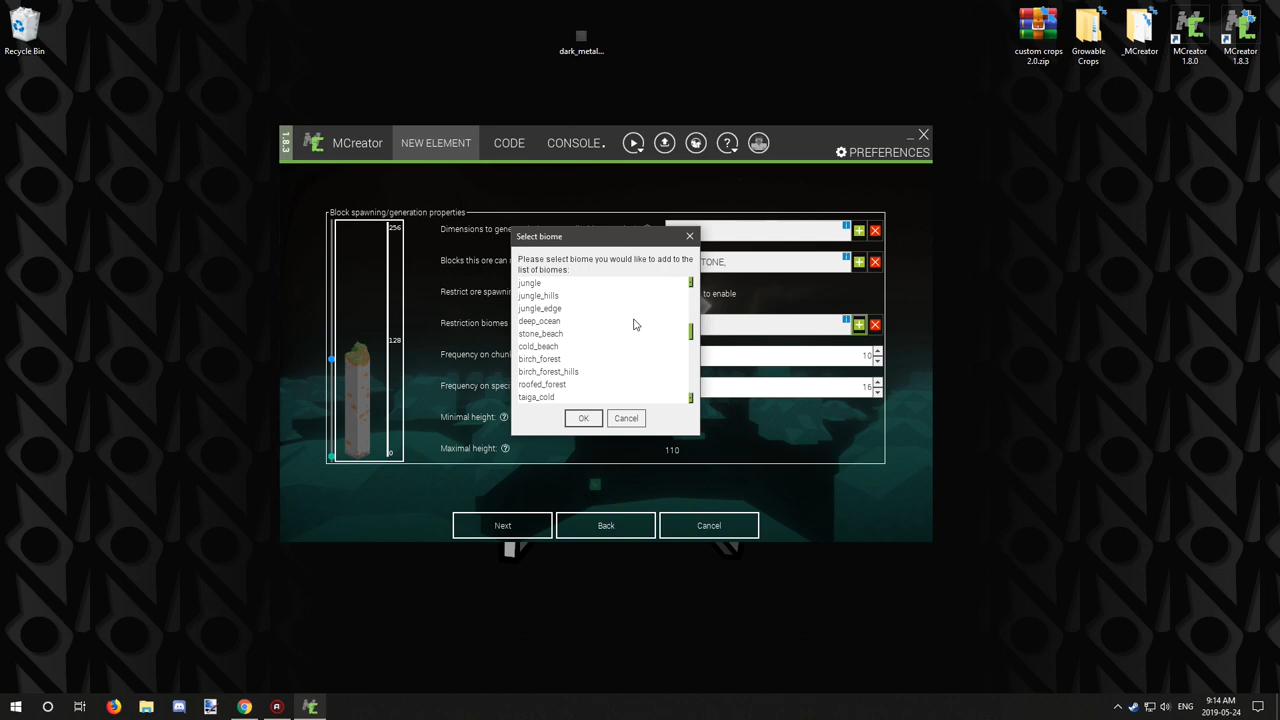 Recycle Bin
dark_metal...
custom crops
2.0.zip
Growable
Crops
_MCreator
MCreator
1.8.0
MCreator
1.8.3
1.8.3
MCreator
NEW ELEMENT
CODE
CONSOLE.
PREFERENCES
Block spawning/generation properties
256
128
0
Dimensions to gene
Blocks this ore can r
TONE,
Restrict ore spawnin
to enable
Restriction biomes
Frequency on chunk
10
Frequency on speci
16
Minimal height:
Maximal height:
110
Select biome
Please select biome you would like to add to the
list of biomes:
jungle
jungle_hills
jungle_edge
deep_ocean
stone_beach
cold_beach
birch_forest
birch_forest_hills
roofed_forest
taiga_cold
OK
Cancel
Next
Back
Cancel
ENG
9:14 AM
2019-05-24